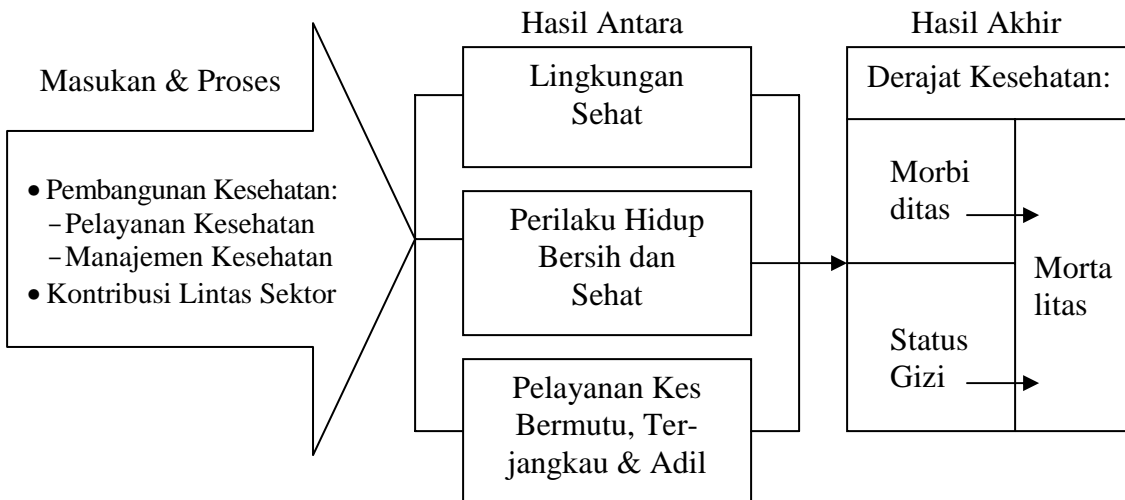 Masukan & Proses
• Pembangunan Kesehatan:
-Pelayanan Kesehatan
-Manajemen Kesehatan
• Kontribusi Lintas Sektor
Hasil Antara
Lingkungan
Sehat
Perilaku Hidup
Bersih dan
Sehat
Pelayanan Kes
Bermutu, Ter-
jangkau & Adil
Hasil Akhir
Derajat Kesehatan:
Morbi
ditas
Status
Gizi
Morta
litas